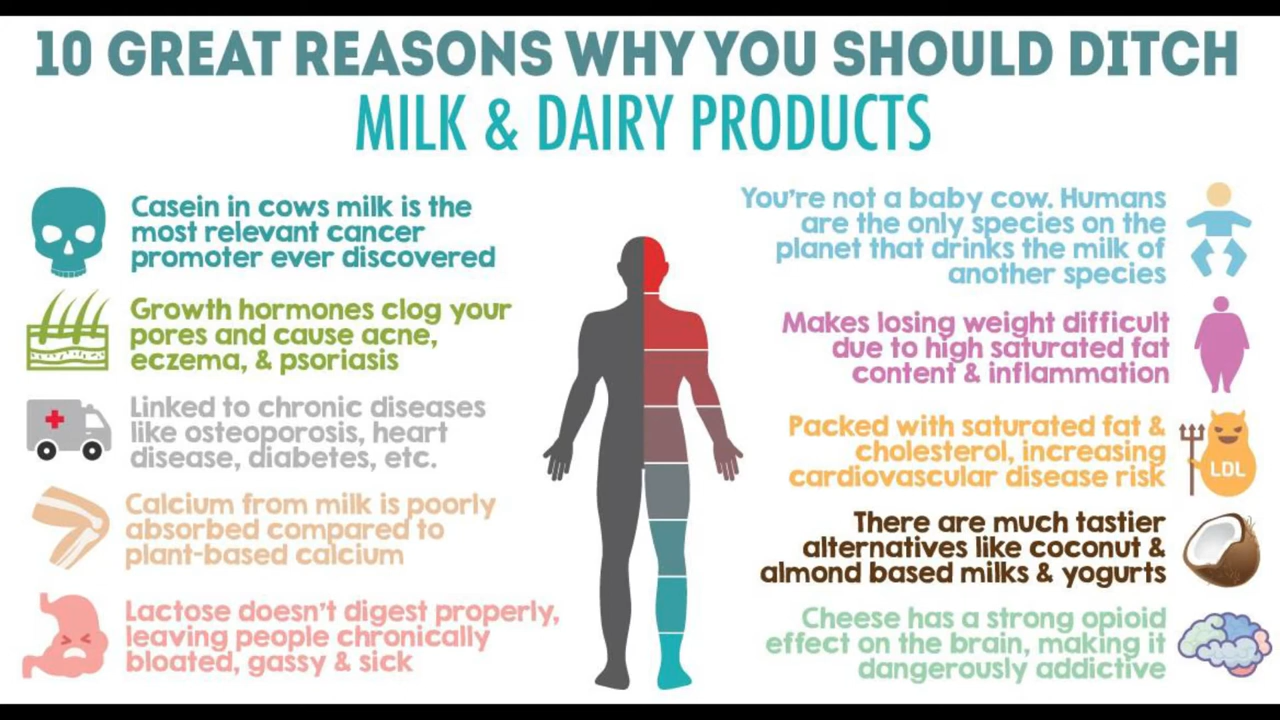 10 GREAT REASONS WHY YOU SHOULD DITCH
MILK & DAIRY PRODUCTS
Casein in cows milk is the
most relevant cancer
promoter ever discovered
Growth hormones clog your
pores and cause acne,
eczema, & psoriasis
Linked to chronic diseases
like osteoporosis, heart
disease, diabetes, etc.
Calcium from milk is poorly
absorbed compared to
plant-based calcium
Lactose doesn't digest properly,
leaving people chronically
bloated, gassy & sick
You're not a baby cow. Humans
are the only species on the
planet that drinks the milk of
another species
Makes losing weight difficult
due to high saturated fat
content & inflammation
Packed with saturated fat &
cholesterol, increasing
cardiovascular disease risk
LDL
There are much tastier
alternatives like coconut &
almond based milks & yogurts
Cheese has a strong opioid
effect on the brain, making it
dangerously addictive